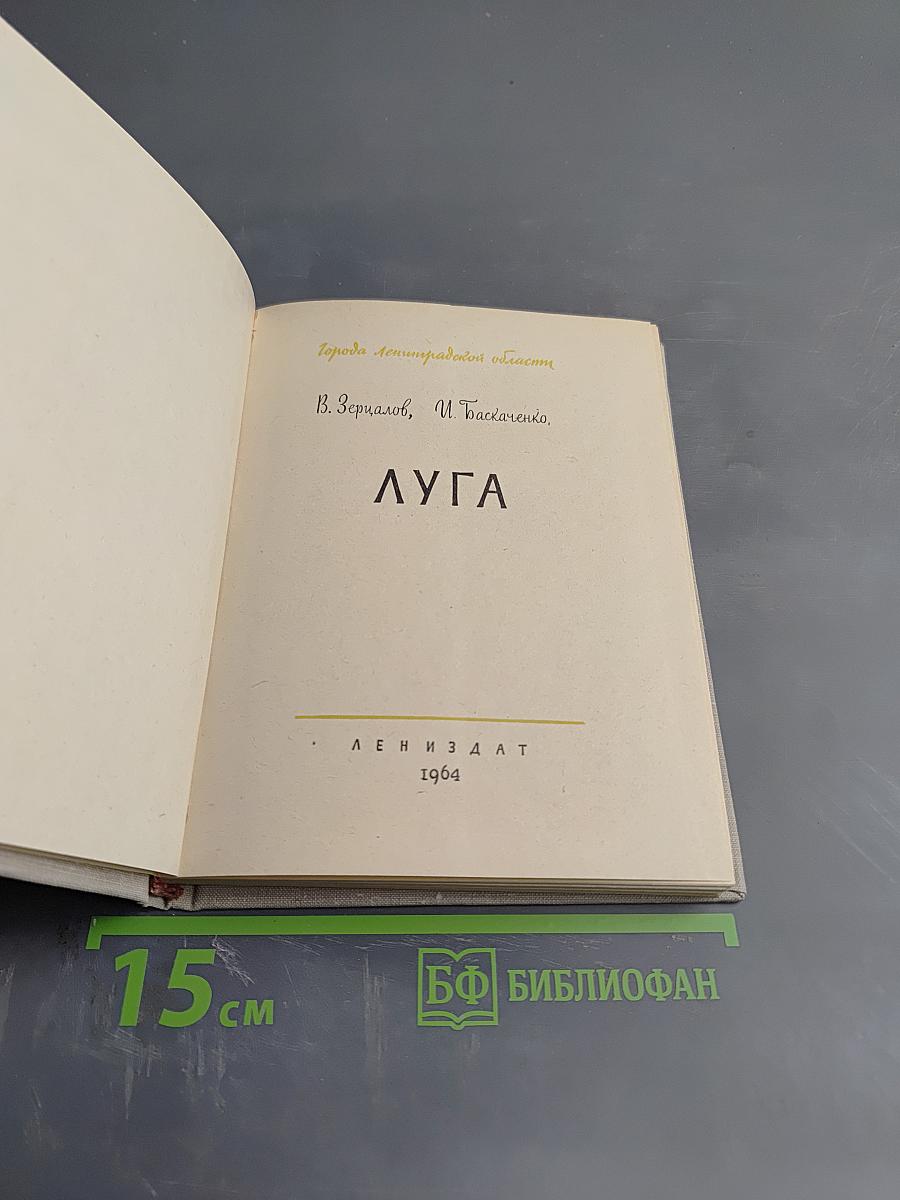 Города Ленинградской области
В. Зерцалов, И. Баскаченко.
ЛУГА
ЛЕНИЗДАТ
1964
15 см
БФ БИБЛИОФАН